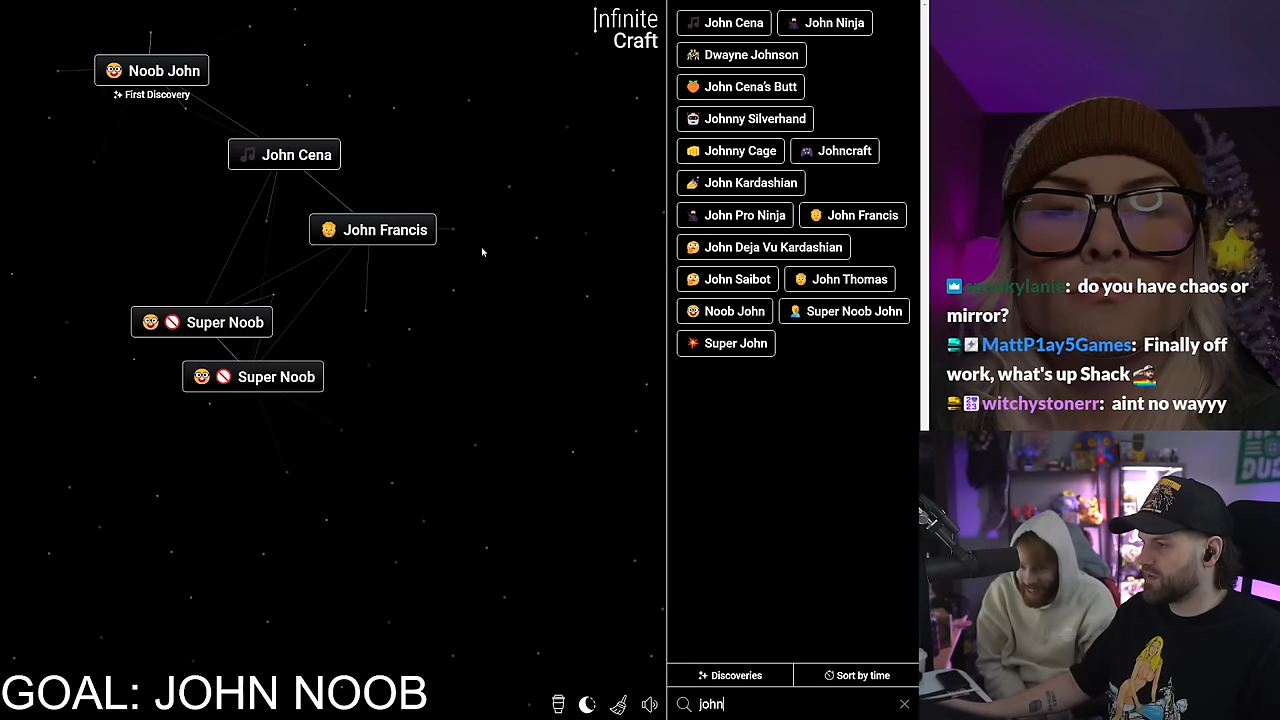 Infinite
Craft
Noob John
First Discovery
John Cena
John Francis
Super Noob
Super Noob
GOAL: JOHN NOOB
John Cena
John Ninja
Dwayne Johnson
John Cena's Butt
Johnny Silverhand
Johnny Cage
Johncraft
John Kardashian
John Pro Ninja
John Francis
John Deja Vu Kardashian
John Saibot
John Thomas
Noob John
Super Noob John
Super John
Discoveries
Sort by time
john
spookylanie: do you have chaos or
mirror?
MattP1ay5Games: Finally off
work, what's up Shack
witchystonerr: aint no wayyy